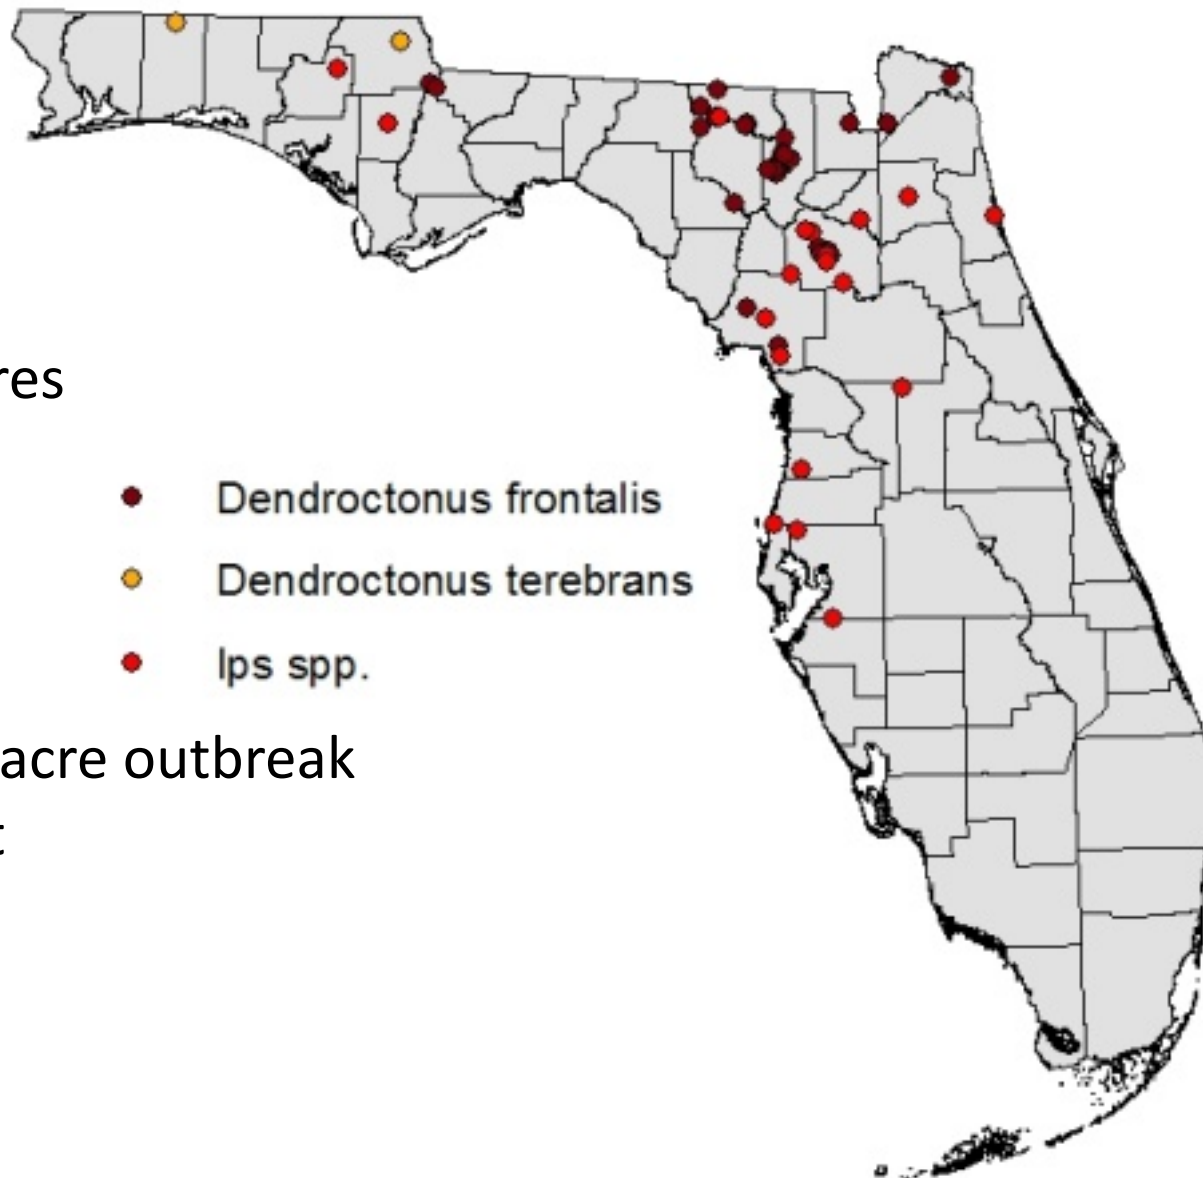 res
Dendroctonus frontalis
Dendroctonus terebrans
Ips spp.
acre outbreak
t